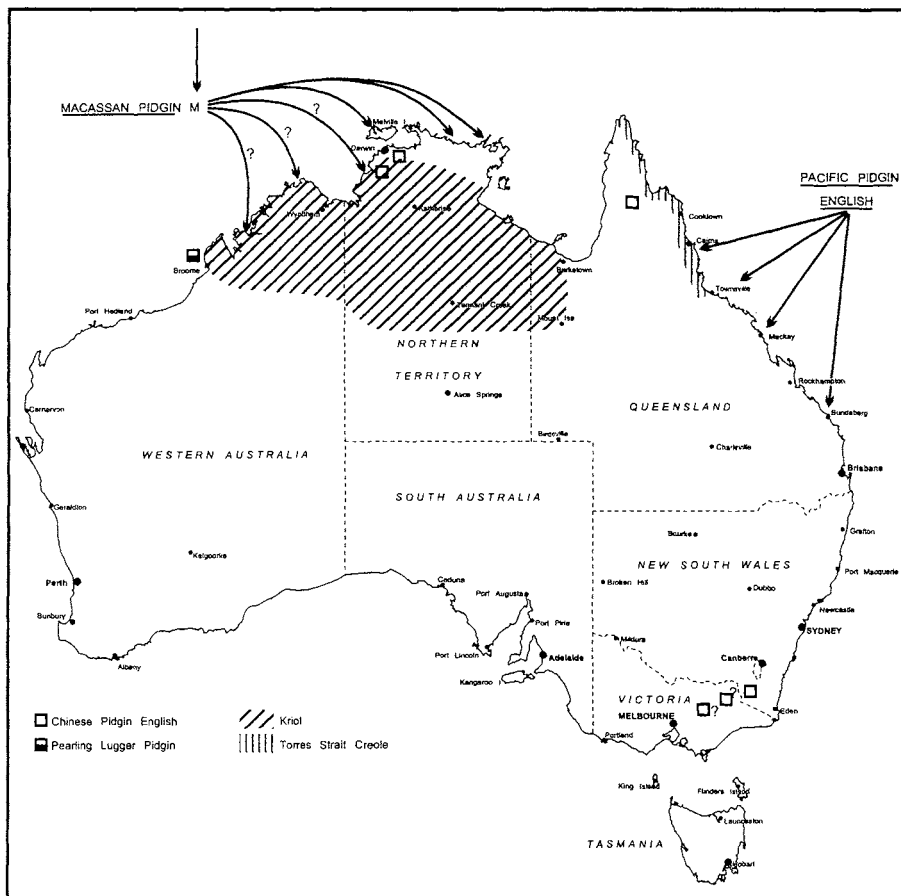 MACASSAN PIDGIN M
?
?
?
Melville I
Darwin
PACIFIC PIDGIN
ENGLISH
Wyndham
Katherine
Cooktown
Cairns
Broome
Burketown
Townsville
Port Hedland
Tennant Creek
Mount Isa
Mackay
NORTHERN
TERRITORY
Rockhampton
Alice Springs
Carnarvon
QUEENSLAND
Bundaberg
Birdsville
Charleville
WESTERN AUSTRALIA
Brisbane
SOUTH AUSTRALIA
Geraldton
Bourke
Grafton
Kalgoorlie
NEW SOUTH WALES
Port Macquarie
Perth
Ceduna
Broken Hill
Dubbo
Port Augusta
Newcastle
Bunbury
Port Pirie
SYDNEY
Mildura
Albany
Port Lincoln
Adelaide
Canberra
Kangaroo I
VICTORIA
?
?
Chinese Pidgin English
Kriol
MELBOURNE
Eden
Pearling Lugger Pidgin
Torres Strait Creole
Portland
King Island
Flinders Island
Launceston
TASMANIA
Hobart